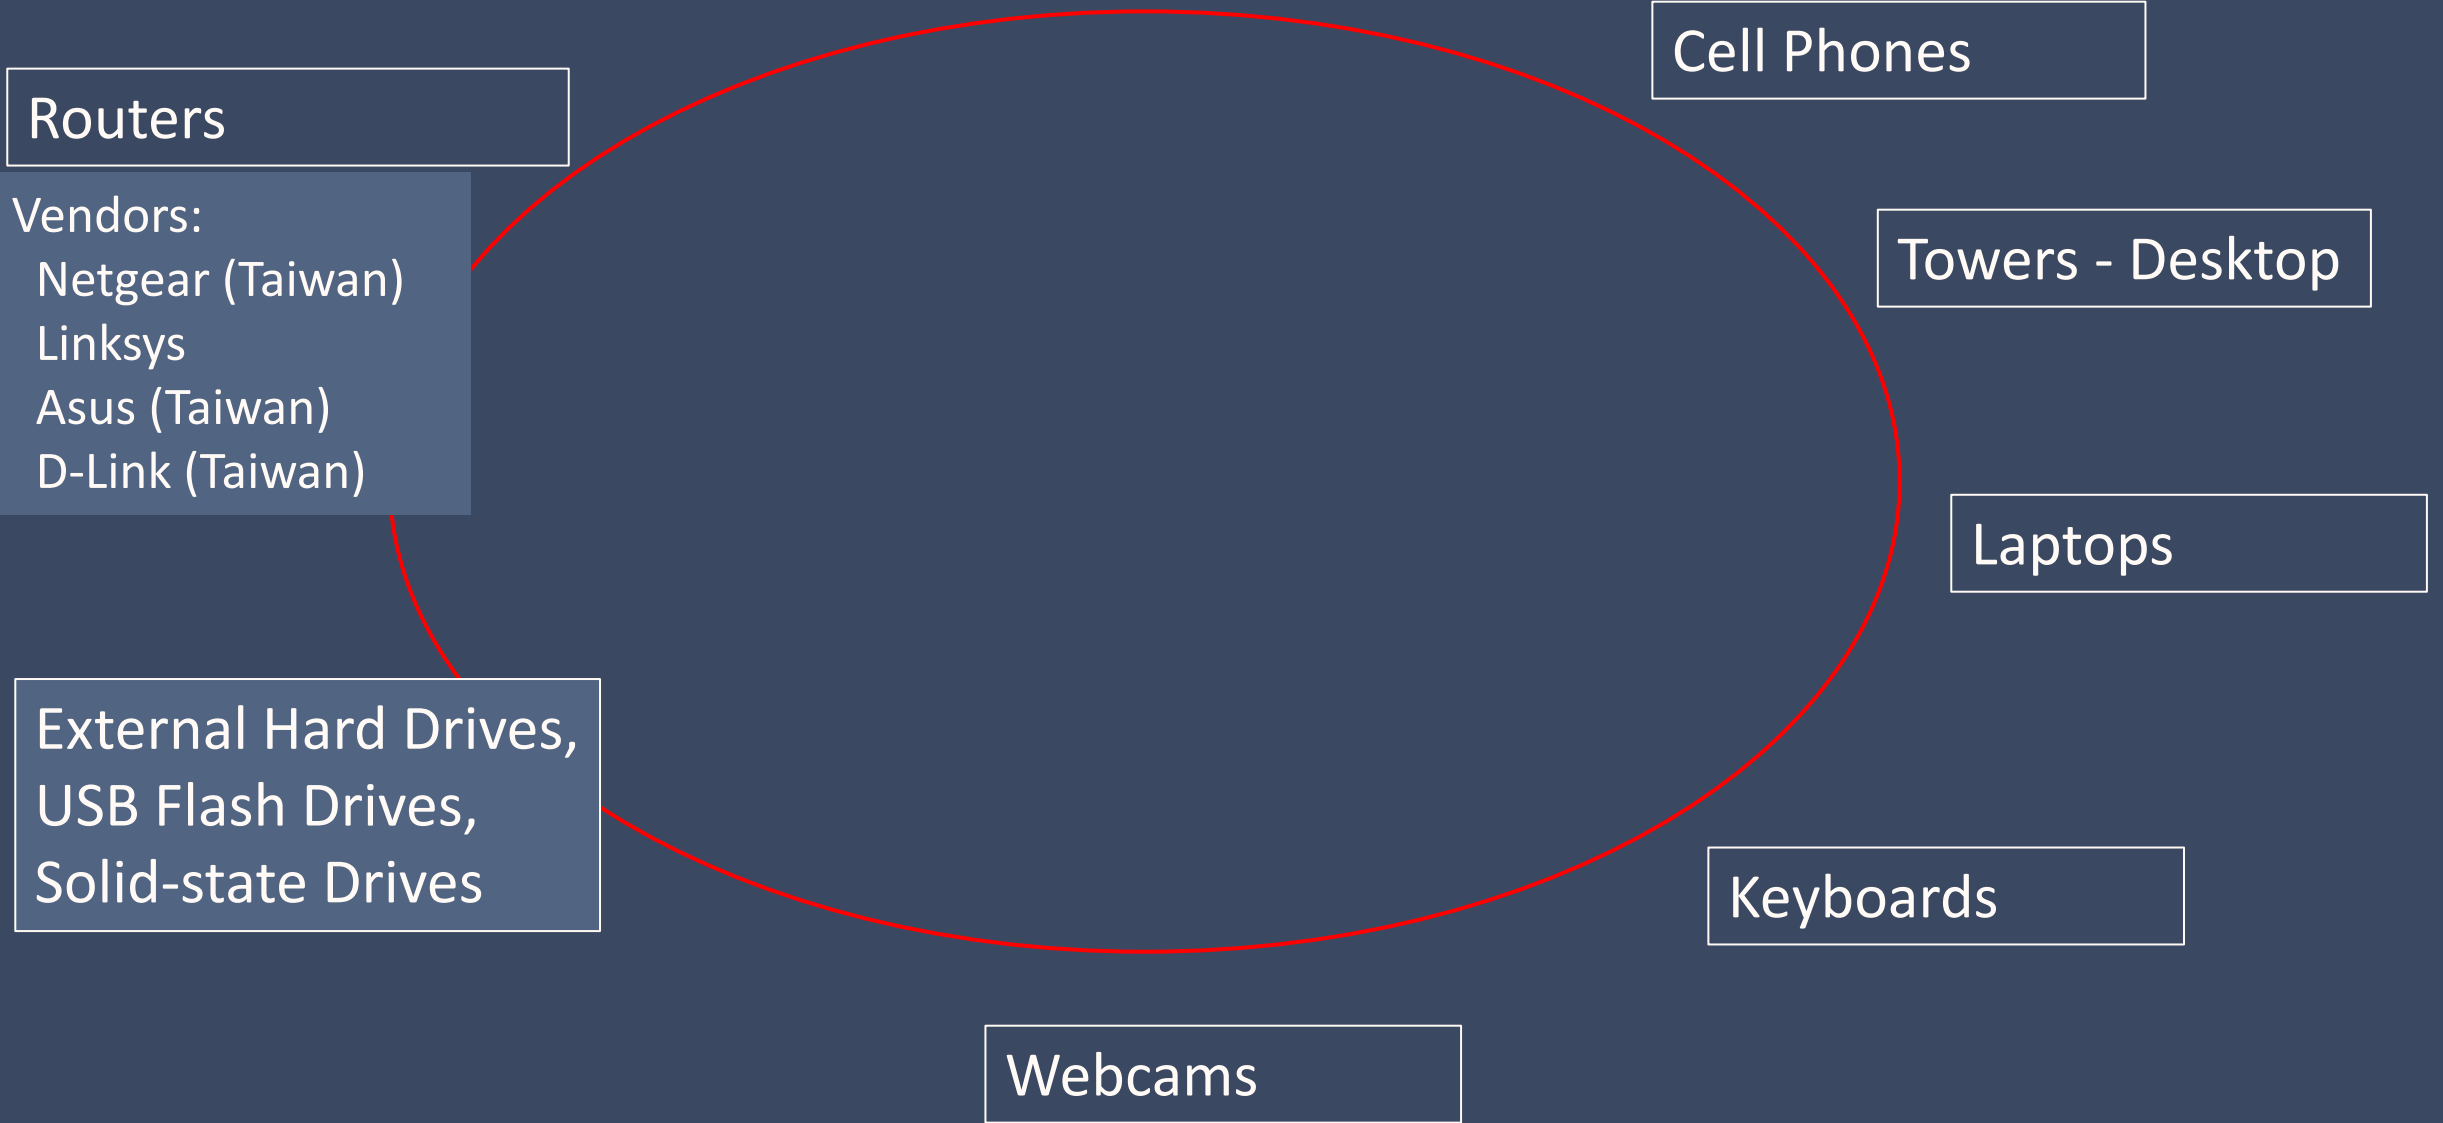 Cell Phones
Routers
Vendors:
Netgear (Taiwan)
Linksys
Asus (Taiwan)
D-Link (Taiwan)
Towers - Desktop
Laptops
External Hard Drives,
USB Flash Drives,
Solid-state Drives
Keyboards
Webcams